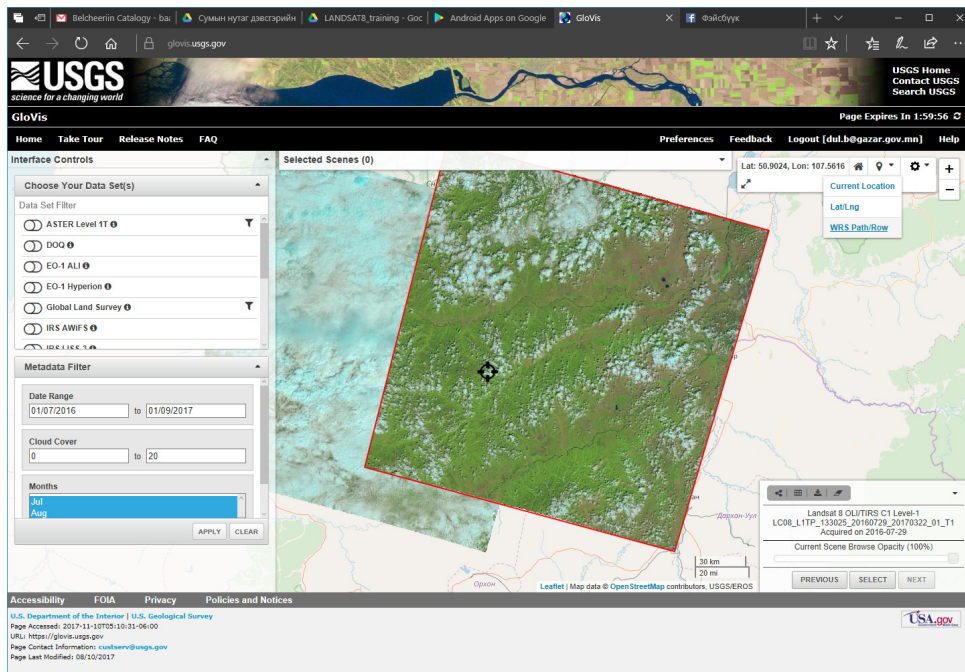 Belcheeriin Catalogy - bai
Сумын нутаг дэвсгэрийн
LANDSAT8_training - Goc
Android Apps on Google
GloVis
Фэйсбүүк
glovis.usgs.gov
USGS
science for a changing world
USGS Home
Contact USGS
Search USGS
GloVis
Page Expires In 1:59:56
Home Take Tour Release Notes FAQ
Preferences Feedback Logout [dul.b@gazar.gov.mn] Help
Interface Controls
Choose Your Data Set(s)
Data Set Filter
ASTER Level 1T
DOQ
EO-1 ALI
EO-1 Hyperion
Global Land Survey
IRS AWiFS
IRS LISS 3
Metadata Filter
Date Range
01/07/2016 to 01/09/2017
Cloud Cover
0 to 20
Months
Jul
Aug
APPLY CLEAR
Selected Scenes (0)
Lat: 50.9024, Lon: 107.5616
Current Location
Lat/Lng
WRS Path/Row
+
−
Дархан-Уул
Орхон
30 km
20 mi
Leaflet | Map data © OpenStreetMap contributors, USGS/EROS
Landsat 8 OLI/TIRS C1 Level-1
LC08_L1TP_133025_20160729_20170322_01_T1
Acquired on 2016-07-29
Current Scene Browse Opacity (100%)
PREVIOUS SELECT NEXT
Accessibility FOIA Privacy Policies and Notices
U.S. Department of the Interior | U.S. Geological Survey
Page Accessed: 2017-11-10T05:10:31-06:00
URL: https://glovis.usgs.gov
Page Contact Information: custserv@usgs.gov
Page Last Modified: 08/10/2017
USA.gov